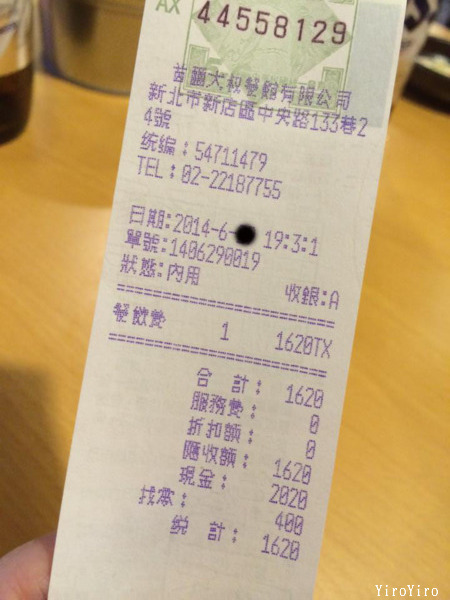 AX 44558129
首爾大叔餐館有限公司
新北市新店區中央路133巷2
4號
統編:54711479
TEL:02-22187755
日期:2014-6- 19:3:1
單號:1406290019
狀態:內用 收銀:A
餐飲費 1 1620TX
合 計: 1620
服務費: 0
折扣額: 0
應收額: 1620
現金: 2020
找零: 400
總 計: 1620
YiroYiro